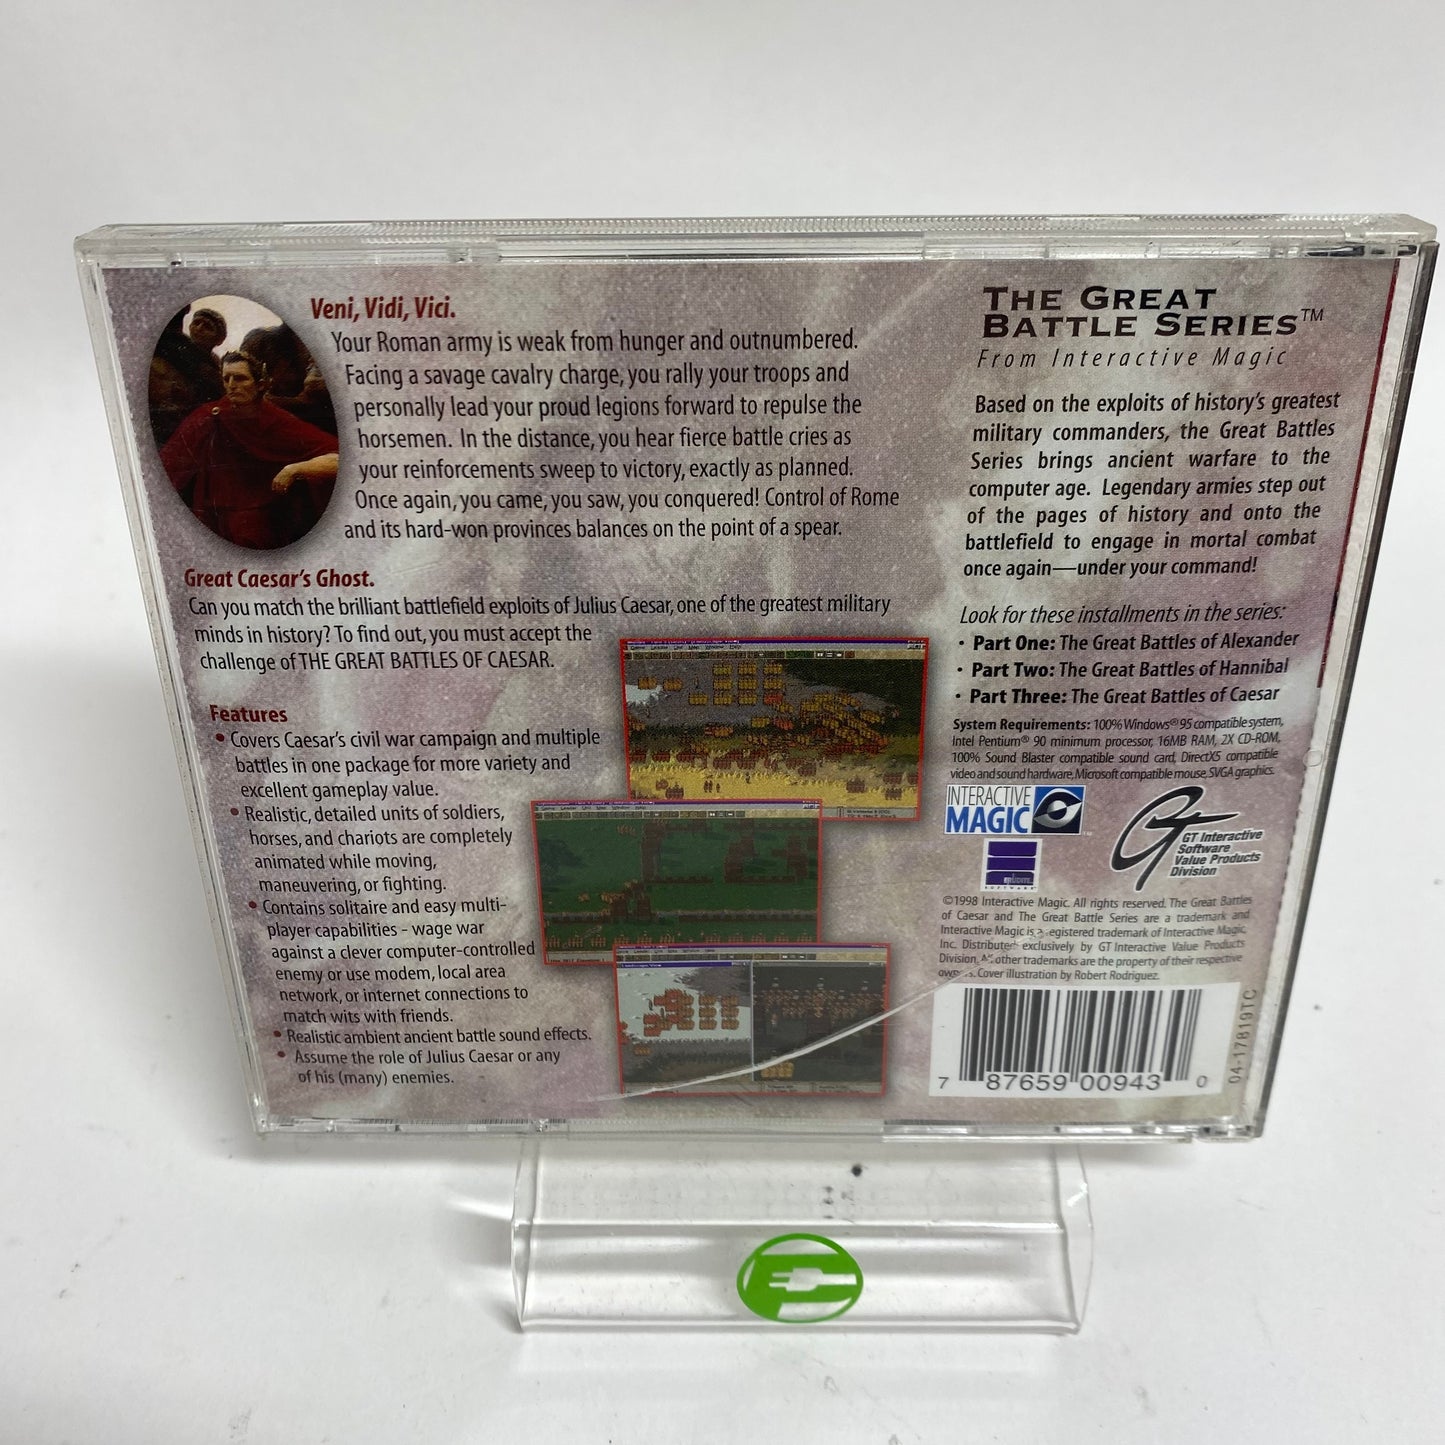 Veni, Vidi, Vici.
Your Roman army is weak from hunger and outnumbered.
Facing a savage cavalry charge, you rally your troops and
personally lead your proud legions forward to repulse the
horsemen. In the distance, you hear fierce battle cries as
your reinforcements sweep to victory, exactly as planned.
Once again, you came, you saw, you conquered! Control of Rome
and its hard-won provinces balances on the point of a spear.
Great Caesar's Ghost.
Can you match the brilliant battlefield exploits of Julius Caesar, one of the greatest military
minds in history? To find out, you must accept the
challenge of THE GREAT BATTLES OF CAESAR.
Features
• Covers Caesar's civil war campaign and multiple
battles in one package for more variety and
excellent gameplay value.
• Realistic, detailed units of soldiers,
horses, and chariots are completely
animated while moving,
maneuvering, or fighting.
• Contains solitaire and easy multi-
player capabilities - wage war
against a clever computer-controlled
enemy or use modem, local area
network, or internet connections to
match wits with friends.
• Realistic ambient ancient battle sound effects.
• Assume the role of Julius Caesar or any
of his (many) enemies.
THE GREAT
BATTLE SERIES™
From Interactive Magic
Based on the exploits of history's greatest
military commanders, the Great Battles
Series brings ancient warfare to the
computer age. Legendary armies step out
of the pages of history and onto the
battlefield to engage in mortal combat
once again—under your command!
Look for these installments in the series:
• Part One: The Great Battles of Alexander
• Part Two: The Great Battles of Hannibal
• Part Three: The Great Battles of Caesar
System Requirements: 100% Windows® 95 compatible system,
Intel Pentium® 90 minimum processor, 16MB RAM, 2X CD-ROM,
100% Sound Blaster compatible sound card, DirectX5 compatible
video and sound hardware, Microsoft compatible mouse, SVGA graphics.
INTERACTIVE
MAGIC
GT Interactive
Software
Value Products
Division
SOFTWARE
©1998 Interactive Magic. All rights reserved. The Great Battles
of Caesar and The Great Battle Series are a trademark and
Interactive Magic is registered trademark of Interactive Magic,
Inc. Distributed exclusively by GT Interactive Value Products
Division. All other trademarks are the property of their respective
owners. Cover illustration by Robert Rodriguez.
7 87659 00943 0
04-17819TC